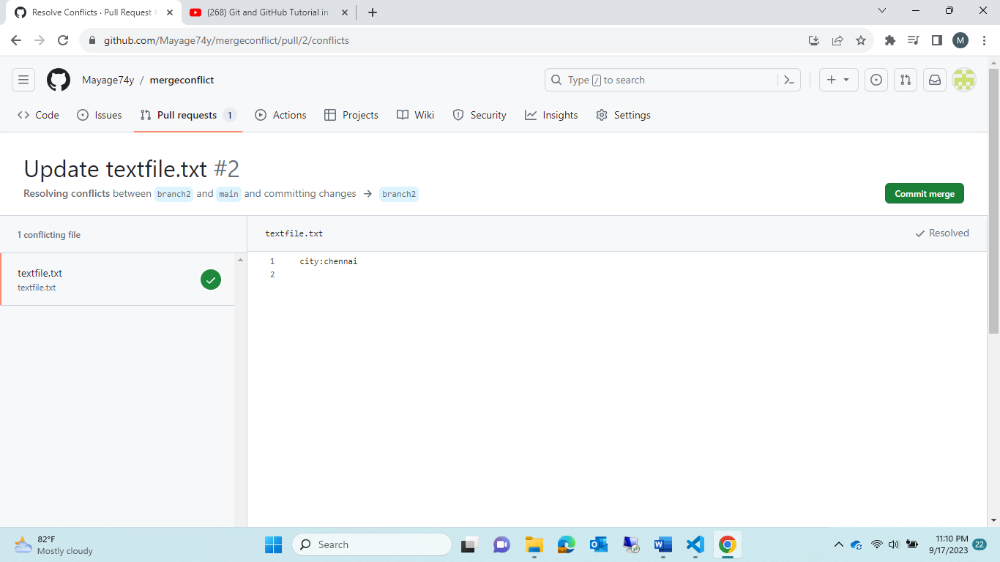 Resolve Conflicts · Pull Request
(268) Git and GitHub Tutorial in
github.com/Mayage74y/mergeconflict/pull/2/conflicts
M
Mayage74y / mergeconflict
Type / to search
Code
Issues
Pull requests 1
Actions
Projects
Wiki
Security
Insights
Settings
Update textfile.txt #2
Resolving conflicts between branch2 and main and committing changes → branch2
Commit merge
1 conflicting file
textfile.txt
textfile.txt
textfile.txt
Resolved
1 city:chennai
2
82°F
Mostly cloudy
Search
11:10 PM
9/17/2023
22